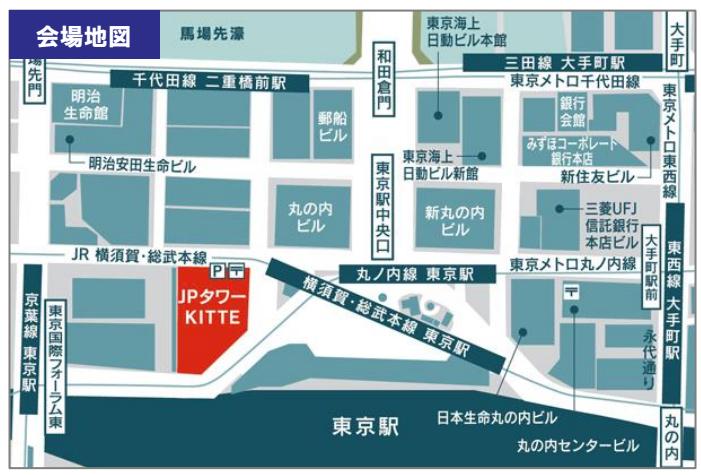 会場地図
馬場先濠
馬場先門
和田倉門
東京海上
日動ビル本館
三田線 大手町駅
大手町
千代田線 二重橋前駅
東京メトロ千代田線
明治
生命館
郵船
ビル
銀行
会館
東京メトロ東西線
みずほコーポレート
銀行本店
明治安田生命ビル
東京海上
日動ビル新館
新住友ビル
東京駅中央口
丸の内
ビル
新丸の内
ビル
三菱UFJ
信託銀行
本店ビル
大手町駅前
東西線 大手町駅
JR 横須賀・総武本線
丸ノ内線 東京駅
東京メトロ丸ノ内線
P
〒
横須賀・総武本線 東京駅
〒
JPタワー
KITTE
京葉線 東京駅
東京国際フォーラム東
永代通り
日本生命丸の内ビル
丸の内センタービル
東京駅
丸の内